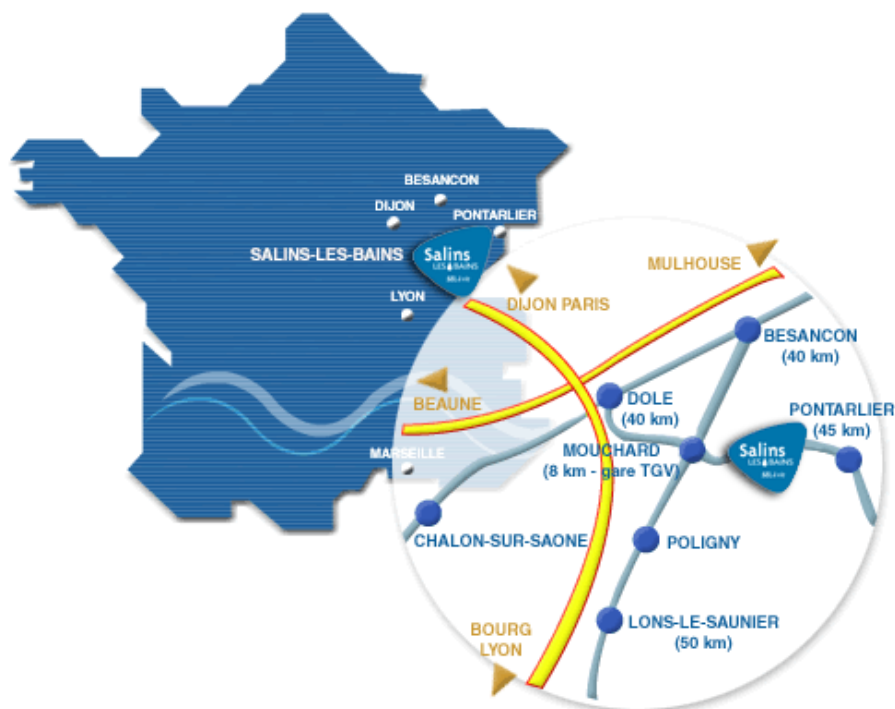 BESANCON
DIJON
PONTARLIER
SALINS-LES-BAINS
Salins
LES BAINS
LYON
MARSEILLE
MULHOUSE
DIJON PARIS
BESANCON
(40 km)
BEAUNE
DOLE
(40 km)
PONTARLIER
(45 km)
MOUCHARD
(8 km - gare TGV)
Salins
LES BAINS
CHALON-SUR-SAONE
POLIGNY
LONS-LE-SAUNIER
(50 km)
BOURG
LYON